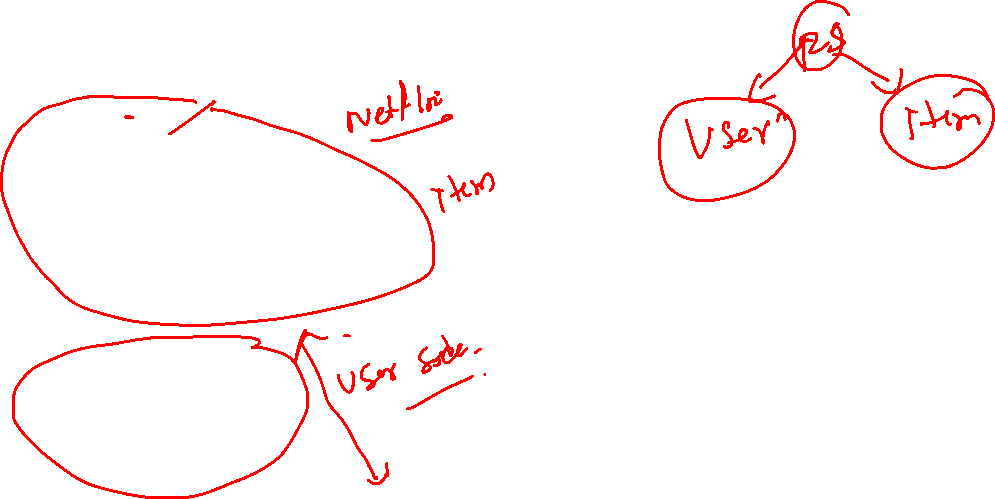 RS
Netflix
User
Item
Item
User side.